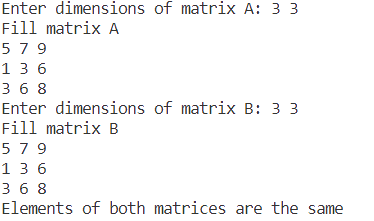 Enter dimensions of matrix A: 3 3
Fill matrix A
5 7 9
1 3 6
3 6 8
Enter dimensions of matrix B: 3 3
Fill matrix B
5 7 9
1 3 6
3 6 8
Elements of both matrices are the same